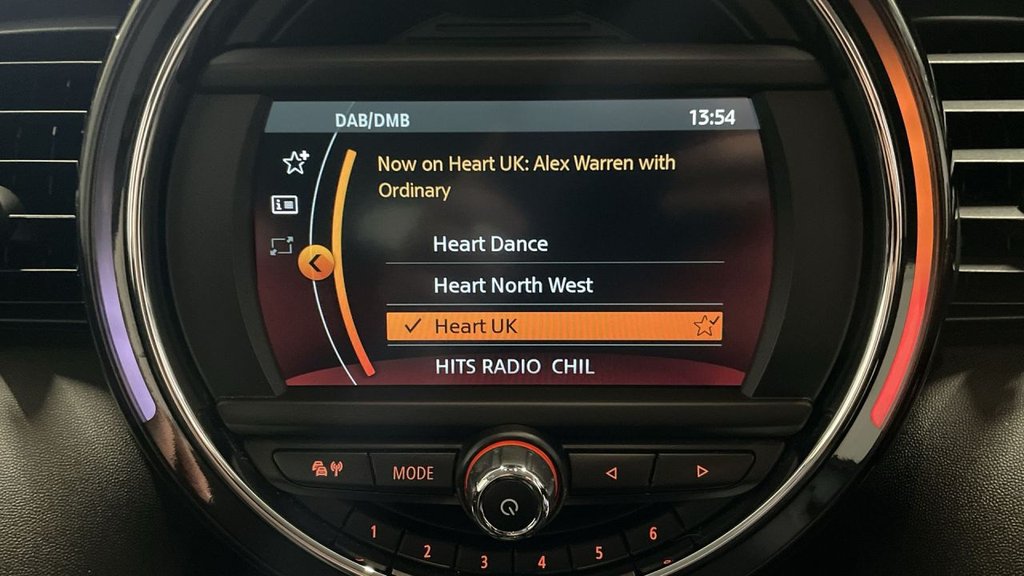 DAB/DMB 13:54
Now on Heart UK: Alex Warren with
Ordinary
Heart Dance
Heart North West
Heart UK
HITS RADIO CHIL
MODE
1 2 3 4 5 6